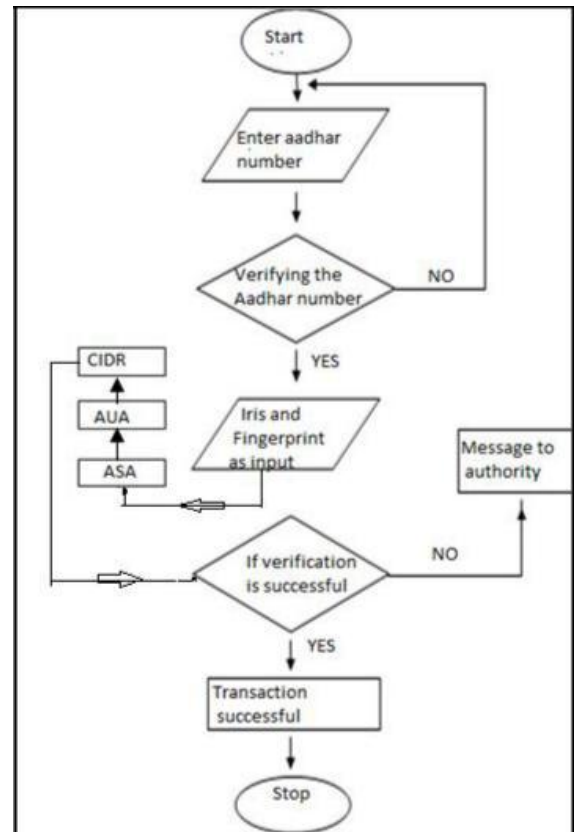 Start
Enter aadhar
number
Verifying the
Aadhar number
NO
YES
CIDR
AUA
ASA
Iris and
Fingerprint
as input
Message to
authority
If verification
is successful
NO
YES
Transaction
successful
Stop